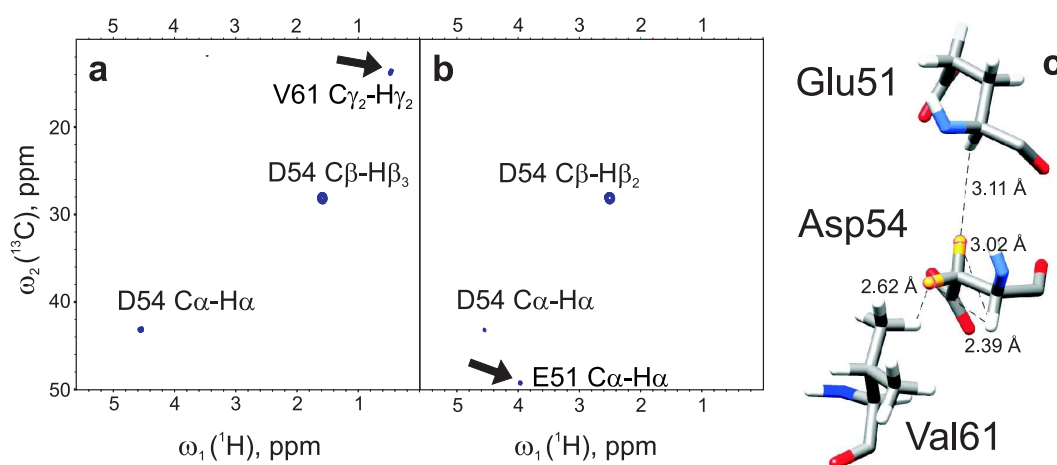 5 4 3 2 1
5 4 3 2 1
a
b
c
V61 Cγ2-Hγ2
D54 Cβ-Hβ3
D54 Cα-Hα
D54 Cβ-Hβ2
D54 Cα-Hα
E51 Cα-Hα
20
30
40
50
ω2(13C), ppm
5 4 3 2 1
5 4 3 2 1
ω1(1H), ppm
ω1(1H), ppm
Glu51
3.11 Å
Asp54
3.02 Å
2.62 Å
2.39 Å
Val61